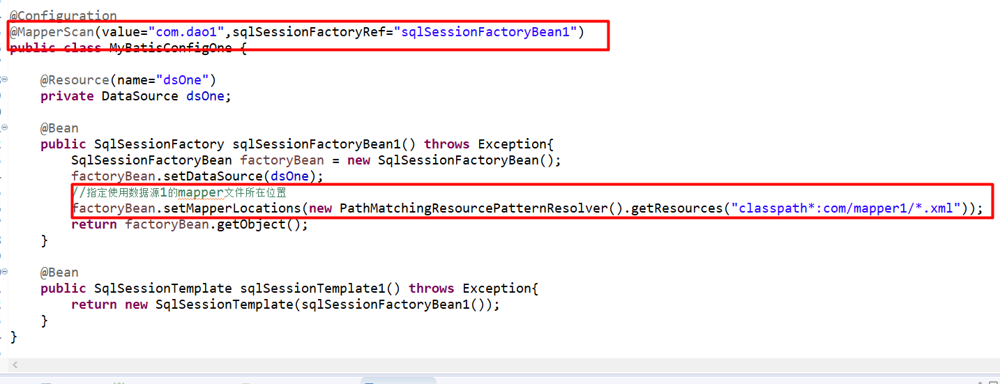 @Configuration
@MapperScan(value="com.dao1",sqlSessionFactoryRef="sqlSessionFactoryBean1")
public class MyBatisConfigOne {
@Resource(name="dsOne")
private DataSource dsOne;
@Bean
public SqlSessionFactory sqlSessionFactoryBean1() throws Exception{
SqlSessionFactoryBean factoryBean = new SqlSessionFactoryBean();
factoryBean.setDataSource(dsOne);
//指定使用数据源1的mapper文件所在位置
factoryBean.setMapperLocations(new PathMatchingResourcePatternResolver().getResources("classpath*:com/mapper1/*.xml"));
return factoryBean.getObject();
}
@Bean
public SqlSessionTemplate sqlSessionTemplate1() throws Exception{
return new SqlSessionTemplate(sqlSessionFactoryBean1());
}
}